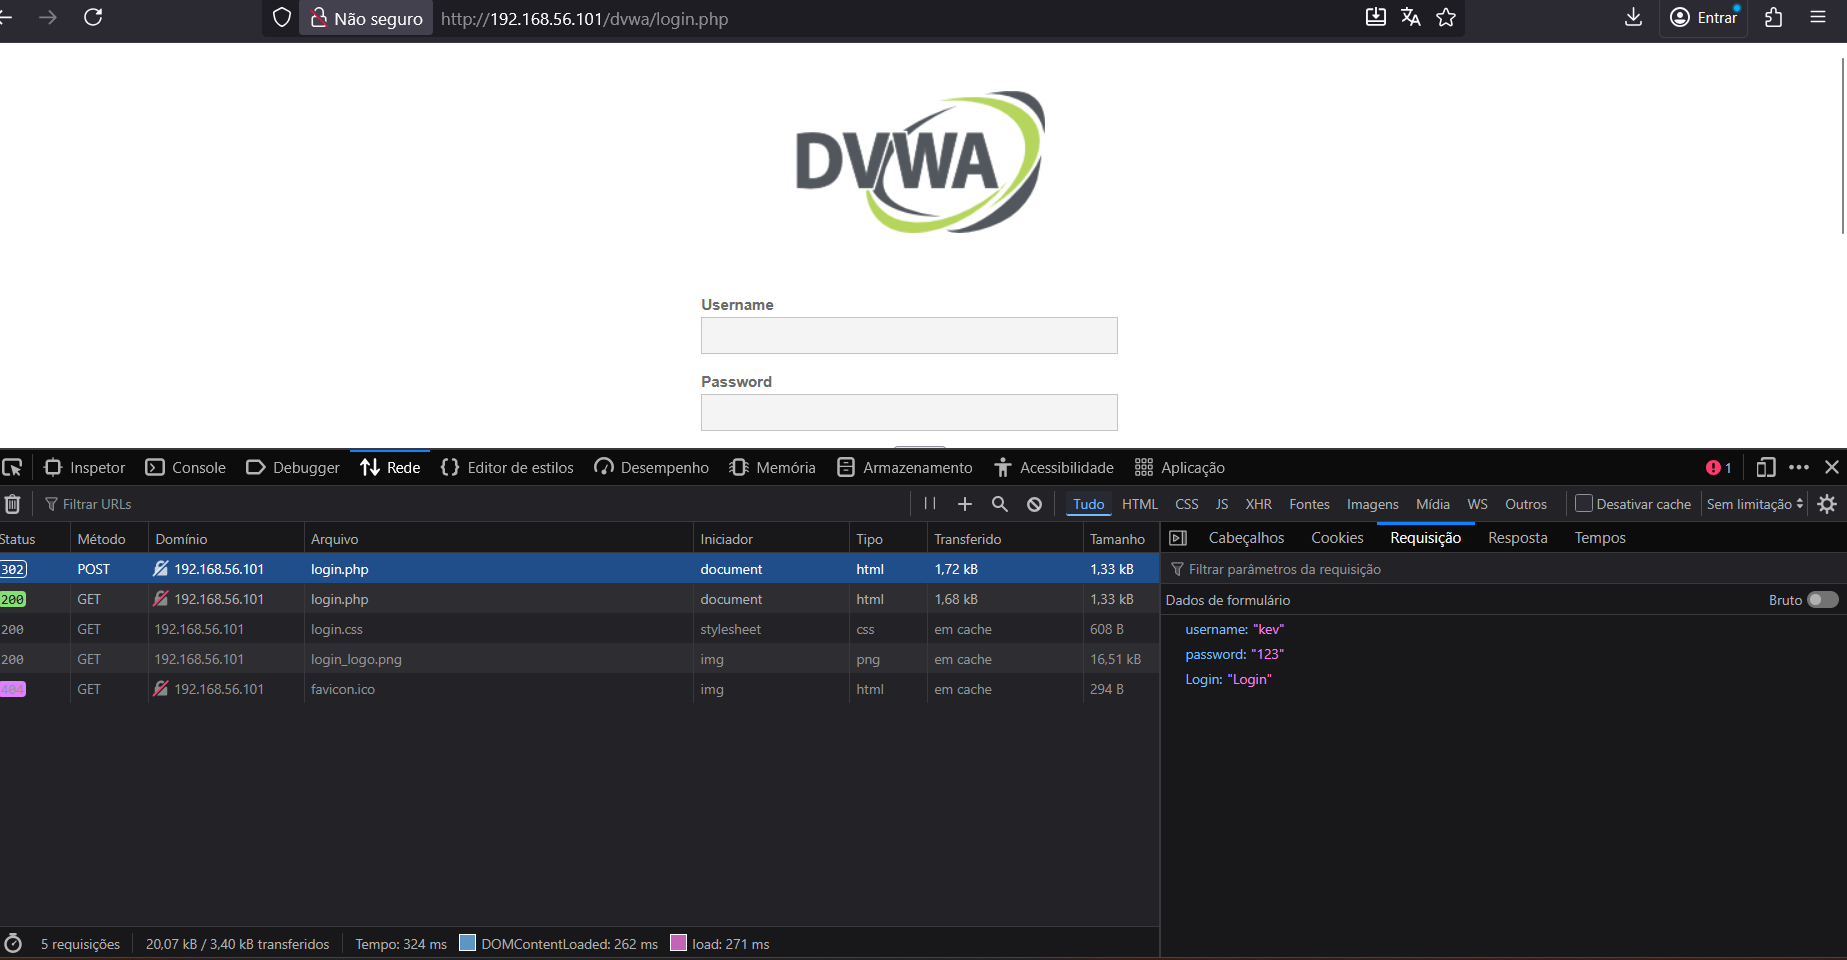 Não seguro http://192.168.56.101/dvwa/login.php Entrar
DVWA
Username
Password
Inspetor Console Debugger Rede Editor de estilos Desempenho Memória Armazenamento Acessibilidade Aplicação 1
Filtrar URLs Tudo HTML CSS JS XHR Fontes Imagens Mídia WS Outros Desativar cache Sem limitação
Status Método Domínio Arquivo Iniciador Tipo Transferido Tamanho Cabeçalhos Cookies Requisição Resposta Tempos
302 POST 192.168.56.101 login.php document html 1,72 kB 1,33 kB Filtrar parâmetros da requisição
200 GET 192.168.56.101 login.php document html 1,68 kB 1,33 kB Dados de formulário Bruto
200 GET 192.168.56.101 login.css stylesheet css em cache 608 B username: "kev"
password: "123"
200 GET 192.168.56.101 login_logo.png img png em cache 16,51 kB
Login: "Login"
404 GET 192.168.56.101 favicon.ico img html em cache 294 B
5 requisições 20,07 kB / 3,40 kB transferidos Tempo: 324 ms DOMContentLoaded: 262 ms load: 271 ms